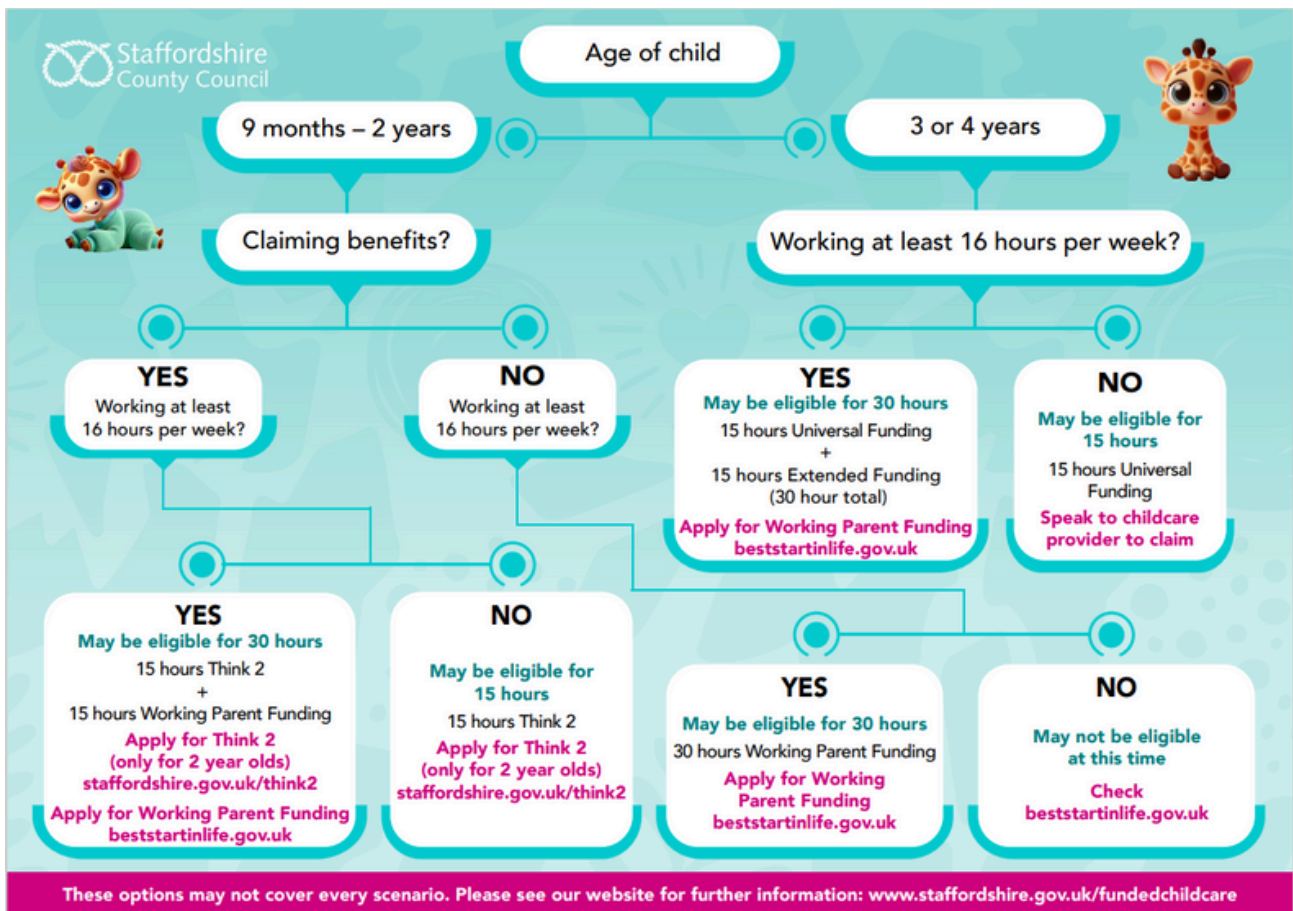 Staffordshire
County Council
Age of child
9 months – 2 years
3 or 4 years
Claiming benefits?
Working at least 16 hours per week?
YES
Working at least
16 hours per week?
NO
Working at least
16 hours per week?
YES
May be eligible for 30 hours
15 hours Universal Funding
+
15 hours Extended Funding
(30 hour total)
Apply for Working Parent Funding
beststartinlife.gov.uk
NO
May be eligible for
15 hours
15 hours Universal
Funding
Speak to childcare
provider to claim
YES
May be eligible for 30 hours
15 hours Think 2
+
15 hours Working Parent Funding
Apply for Think 2
(only for 2 year olds)
staffordshire.gov.uk/think2
Apply for Working Parent Funding
beststartinlife.gov.uk
NO
May be eligible for
15 hours
15 hours Think 2
Apply for Think 2
(only for 2 year olds)
staffordshire.gov.uk/think2
YES
May be eligible for 30 hours
30 hours Working Parent Funding
Apply for Working
Parent Funding
beststartinlife.gov.uk
NO
May not be eligible
at this time
Check
beststartinlife.gov.uk
These options may not cover every scenario. Please see our website for further information: www.staffordshire.gov.uk/fundedchildcare